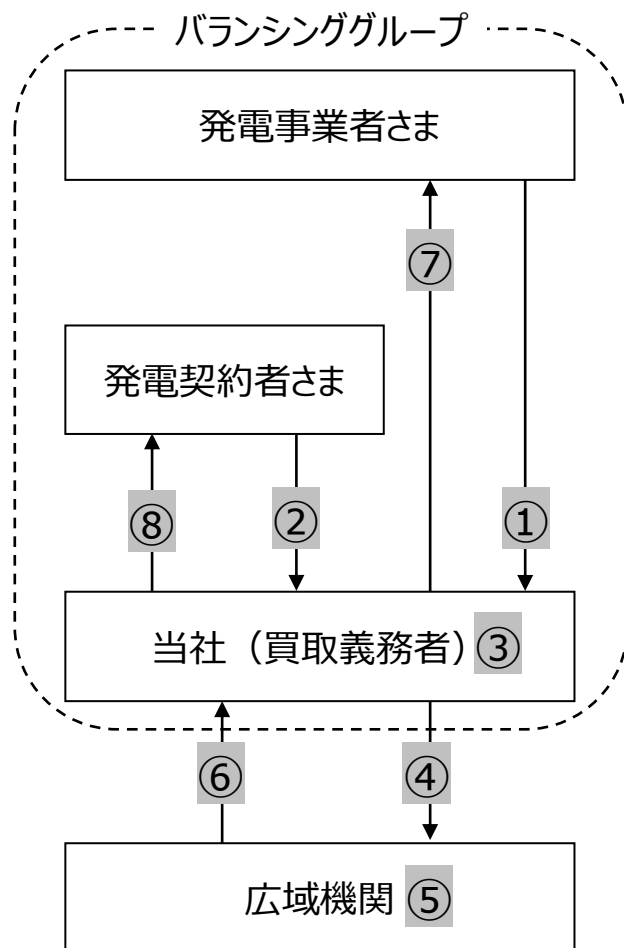 バランシンググループ
発電事業者さま
⑦
発電契約者さま
⑧
②
①
当社（買取義務者）③
⑥
④
広域機関⑤